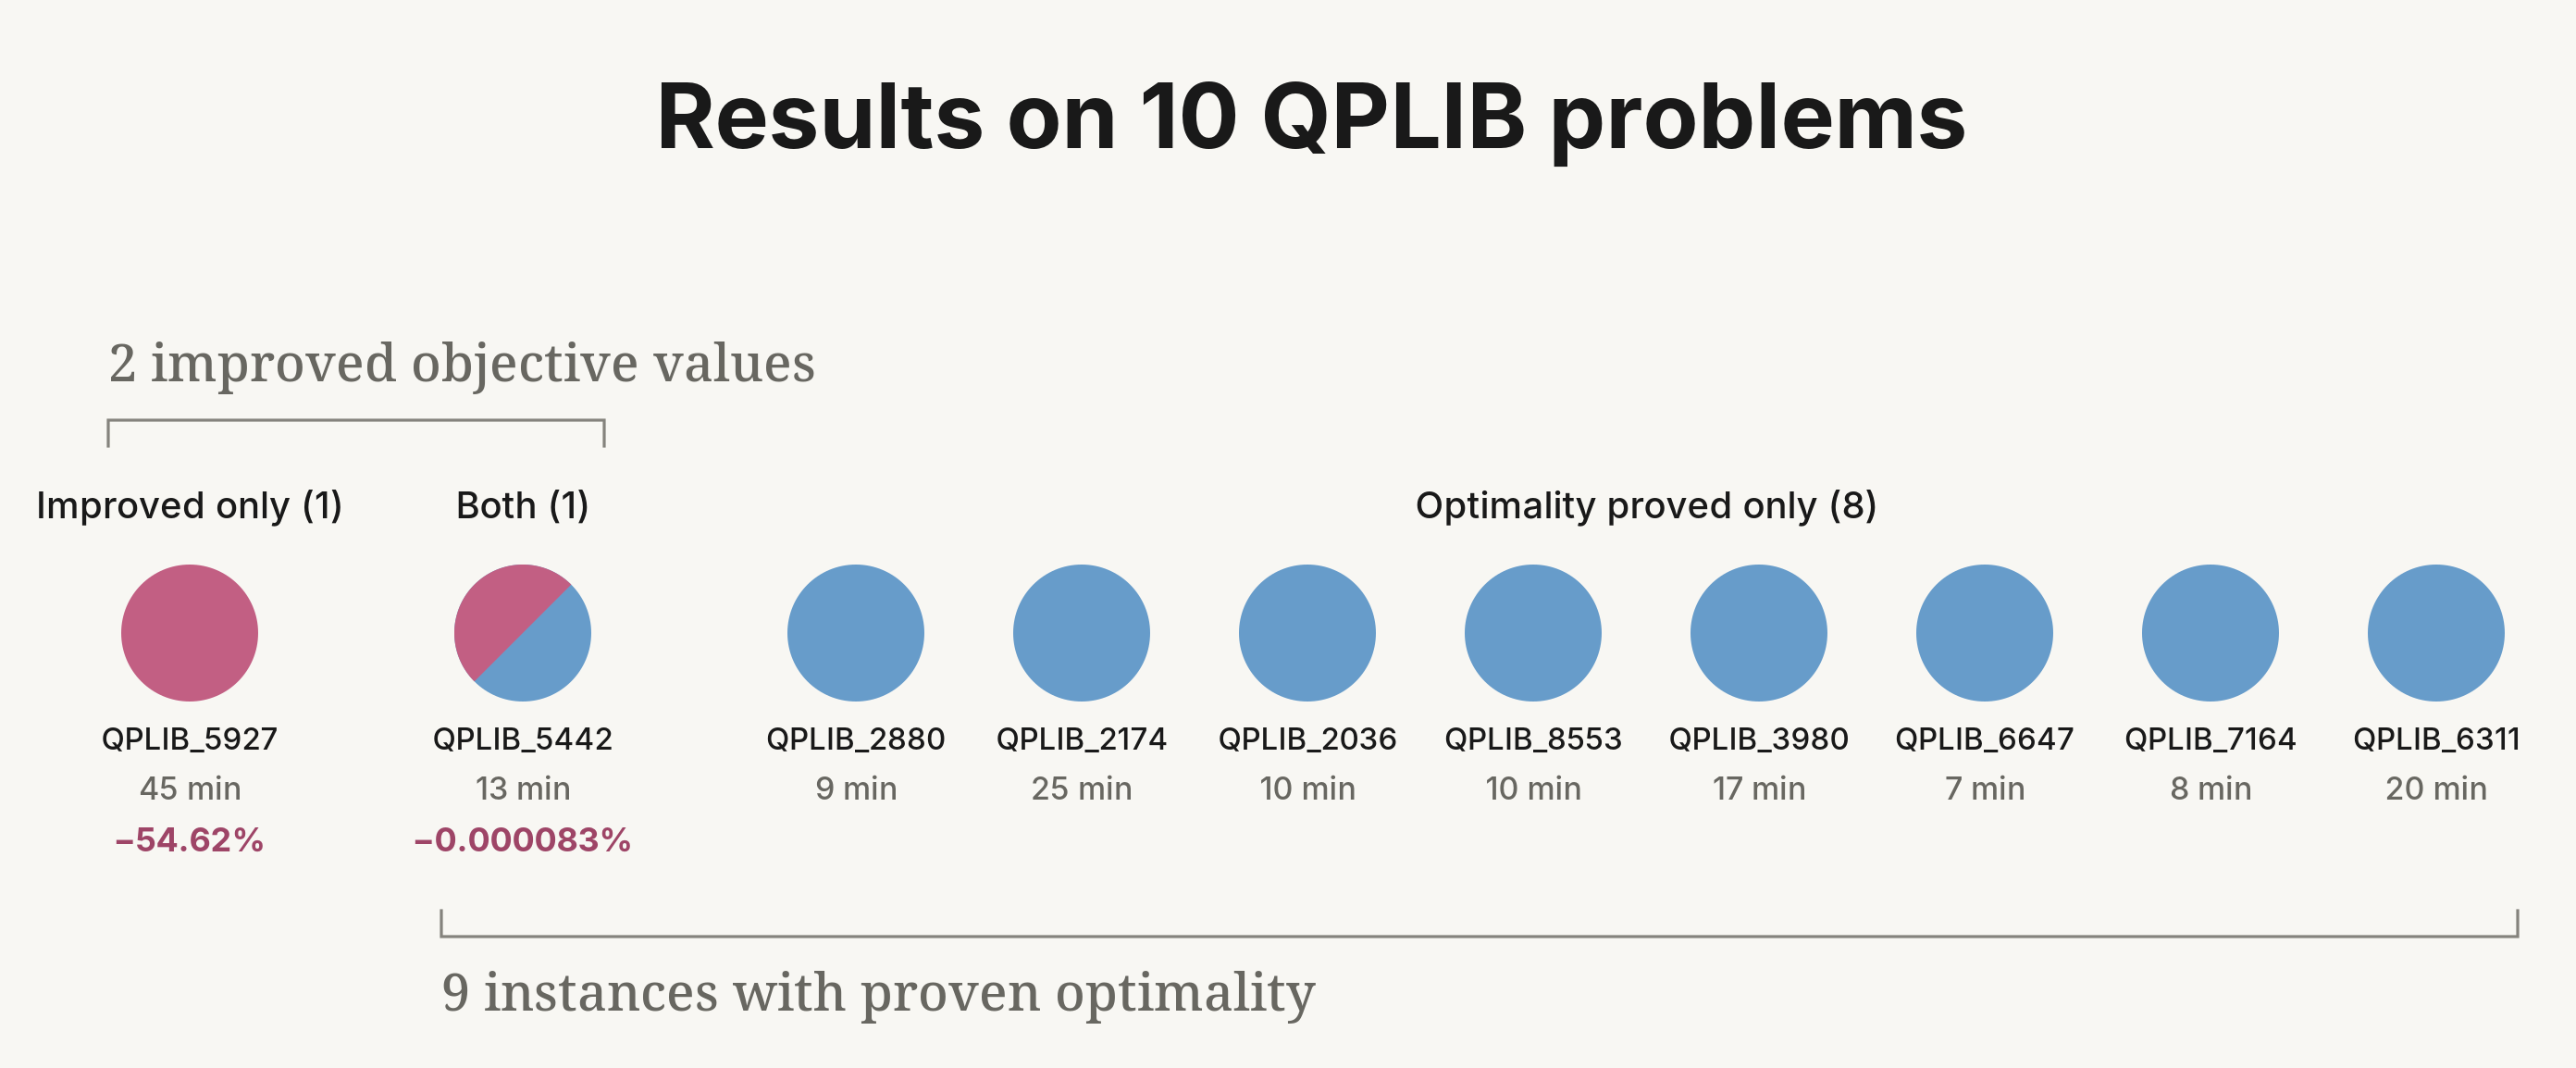 Results on 10 QPLIB problems
2 improved objective values
Improved only (1) Both (1) Optimality proved only (8)
QPLIB_5927 QPLIB_5442 QPLIB_2880 QPLIB_2174 QPLIB_2036 QPLIB_8553 QPLIB_3980 QPLIB_6647 QPLIB_7164 QPLIB_6311
45 min 13 min 9 min 25 min 10 min 10 min 17 min 7 min 8 min 20 min
−54.62% −0.000083%
9 instances with proven optimality